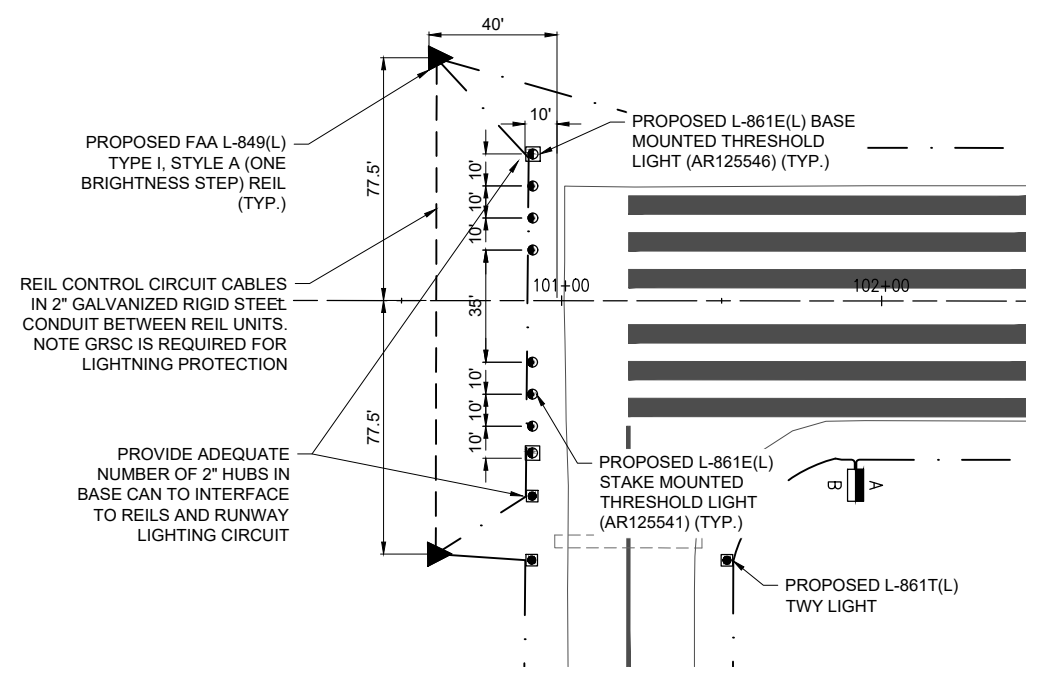 40'
10'
PROPOSED FAA L-849(L)
TYPE I, STYLE A (ONE
BRIGHTNESS STEP) REIL
(TYP.)
PROPOSED L-861E(L) BASE
MOUNTED THRESHOLD
LIGHT (AR125546) (TYP.)
77.5'
10'
10'
10'
REIL CONTROL CIRCUIT CABLES
IN 2" GALVANIZED RIGID STEEL
CONDUIT BETWEEN REIL UNITS.
NOTE GRSC IS REQUIRED FOR
LIGHTNING PROTECTION
35'
101+00
102+00
77.5'
10'
10'
10'
PROVIDE ADEQUATE
NUMBER OF 2" HUBS IN
BASE CAN TO INTERFACE
TO REILS AND RUNWAY
LIGHTING CIRCUIT
PROPOSED L-861E(L)
STAKE MOUNTED
THRESHOLD LIGHT
(AR125541) (TYP.)
A
B
PROPOSED L-861T(L)
TWY LIGHT